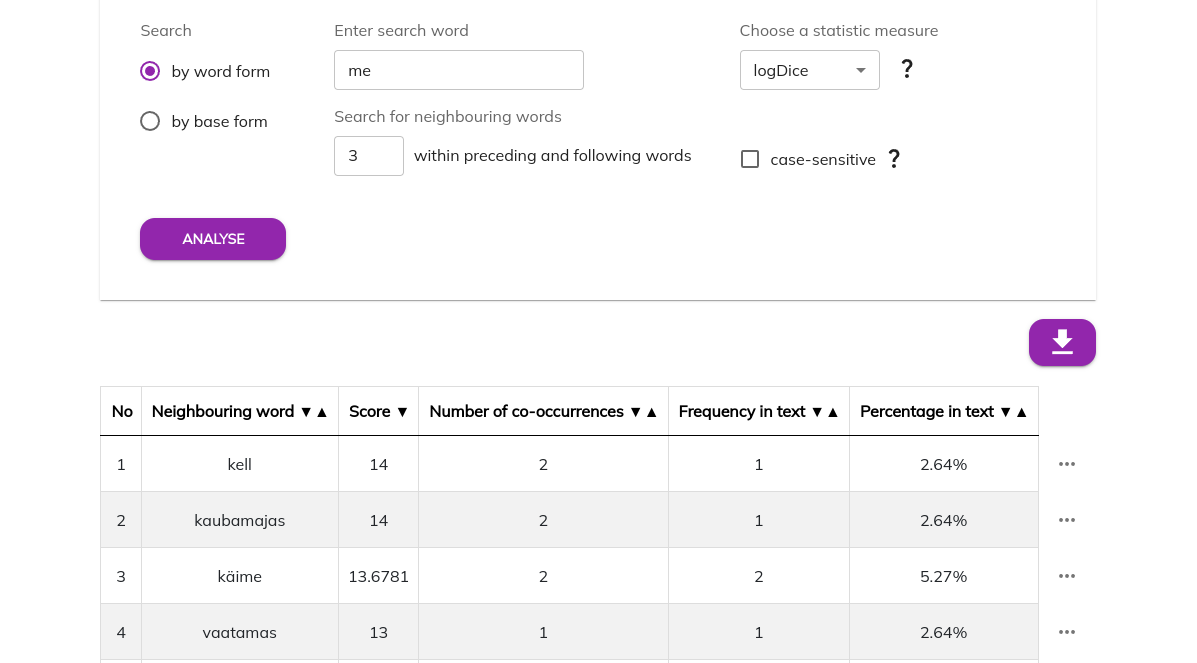 Search
by word form
by base form
Enter search word
me
Search for neighbouring words
3 within preceding and following words
Choose a statistic measure
logDice ?
case-sensitive ?
ANALYSE
No Neighbouring word ▼▲ Score ▼ Number of co-occurrences ▼▲ Frequency in text ▼▲ Percentage in text ▼▲
1 kell 14 2 1 2.64% ...
2 kaubamajas 14 2 1 2.64% ...
3 käime 13.6781 2 2 5.27% ...
4 vaatamas 13 1 1 2.64% ...